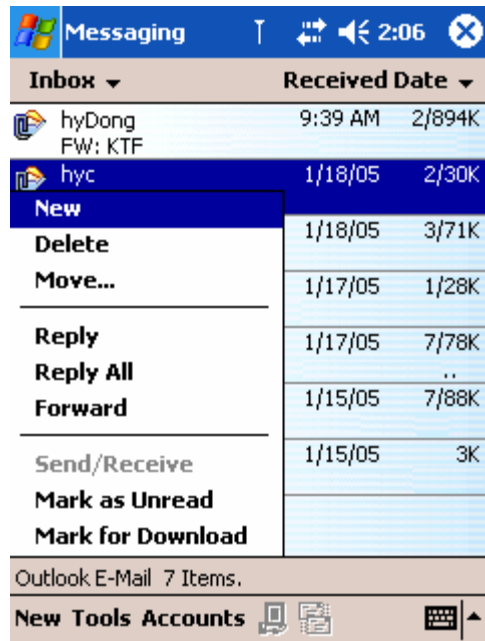 Messaging 2:06
Inbox Received Date
hyDong 9:39 AM 2/894K
FW: KTF
hyc 1/18/05 2/30K
New
Delete 1/18/05 3/71K
Move... 1/17/05 1/28K
Reply 1/17/05 7/78K
Reply All ..
Forward 1/15/05 7/88K
Send/Receive 1/15/05 3K
Mark as Unread
Mark for Download
Outlook E-Mail 7 Items.
New Tools Accounts